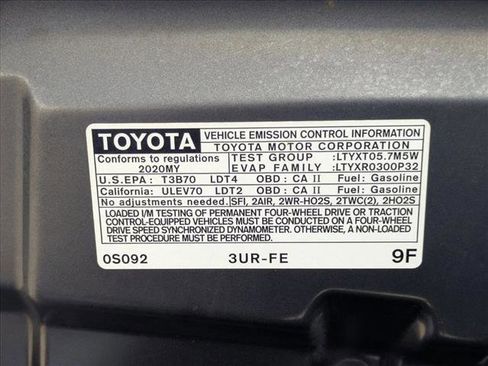 TOYOTA VEHICLE EMISSION CONTROL INFORMATION
TOYOTA MOTOR CORPORATION
Conforms to regulations TEST GROUP :LTYXT05.7M5W
2020MY EVAP FAMILY :LTYXR0300P32
U.S.EPA : T3B70 LDT4 OBD : CA II Fuel: Gasoline
California: ULEV70 LDT2 OBD : CA II Fuel: Gasoline
No adjustments needed. SFI, 2AIR, 2WR-HO2S, 2TWC(2), 2HO2S
LOADED I/M TESTING OF PERMANENT FOUR-WHEEL DRIVE OR TRACTION
CONTROL-EQUIPPED VEHICLES MUST BE CONDUCTED ON A FOUR-WHEEL
DRIVE SPEED SYNCHRONIZED DYNAMOMETER. OTHERWISE, A NON-LOADED
TEST MUST BE CONDUCTED.
0S092 3UR-FE 9F